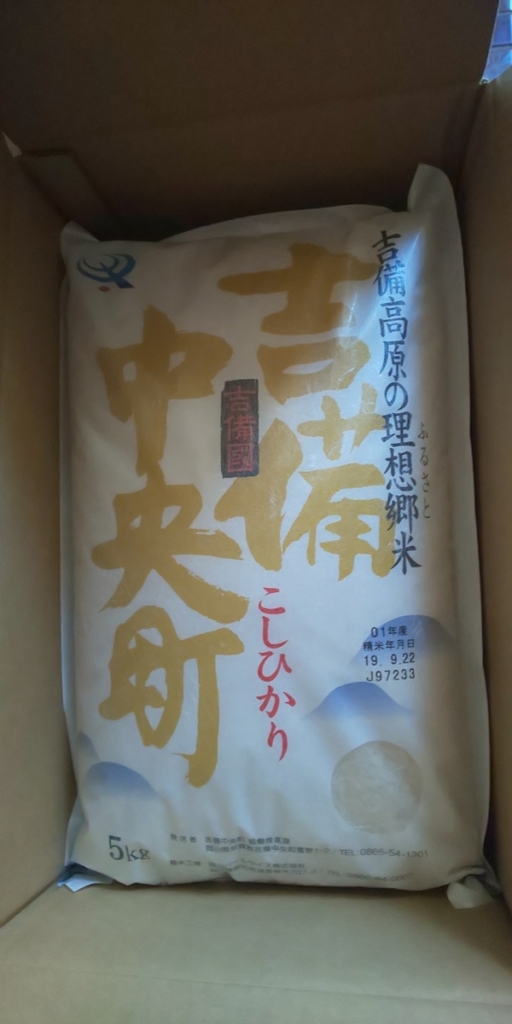 吉備高原の理想郷米
ふるさと
吉備
中央町
吉備國
こしひかり
01年産
精米年月日
19. 9.22
J97233
5kg
TEL:0866-54-1301